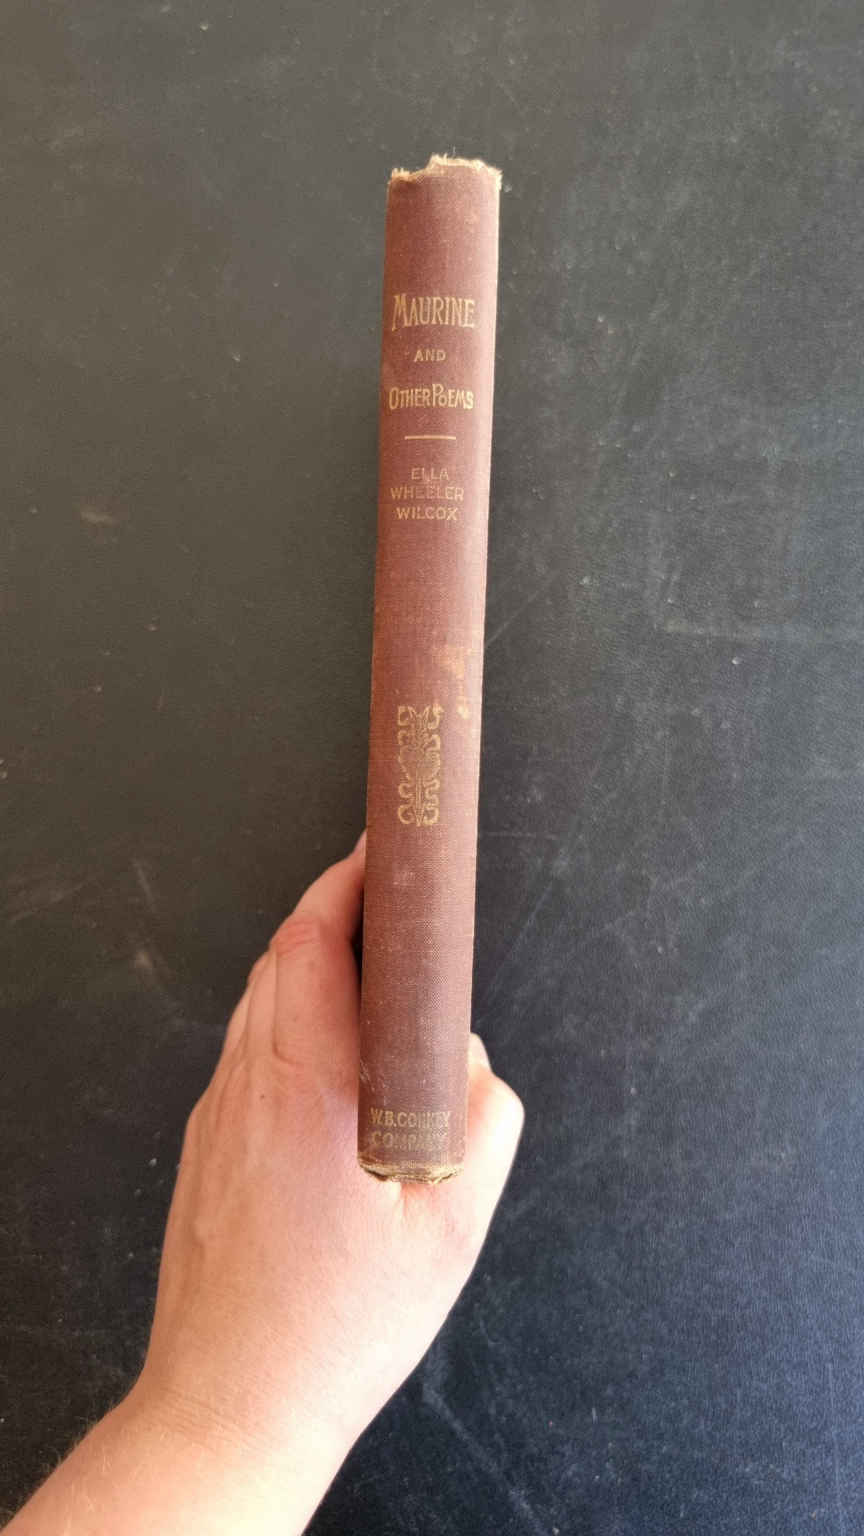 MAURINE
AND
OTHER POEMS
ELLA
WHEELER
WILCOX
W.B. CONKEY
COMPANY